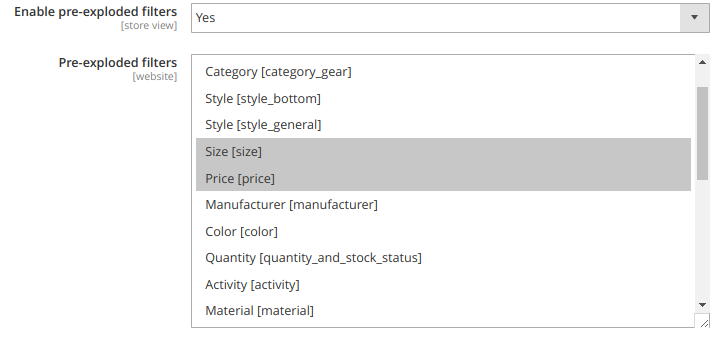 Enable pre-exploded filters
[store view]
Yes
Pre-exploded filters
[website]
Category [category_gear]
Style [style_bottom]
Style [style_general]
Size [size]
Price [price]
Manufacturer [manufacturer]
Color [color]
Quantity [quantity_and_stock_status]
Activity [activity]
Material [material]